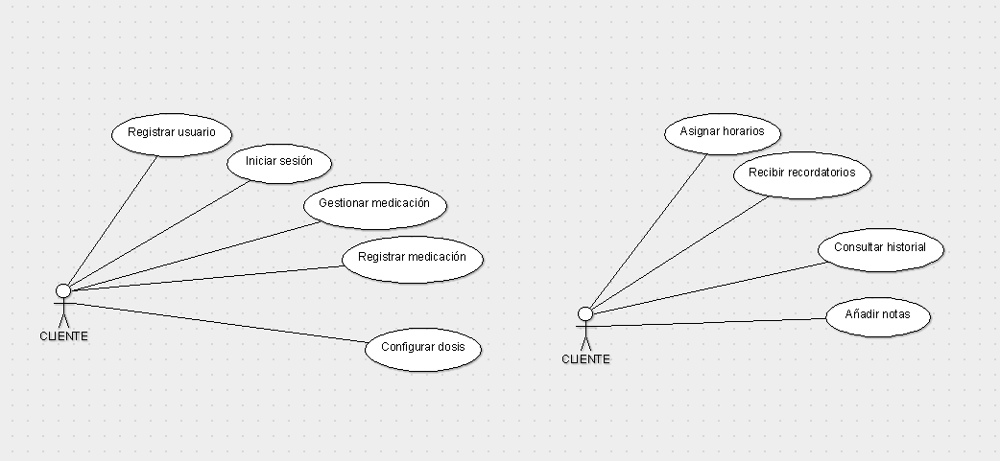 Registrar usuario
Iniciar sesión
Gestionar medicación
Registrar medicación
CLIENTE
Configurar dosis
Asignar horarios
Recibir recordatorios
Consultar historial
Añadir notas
CLIENTE